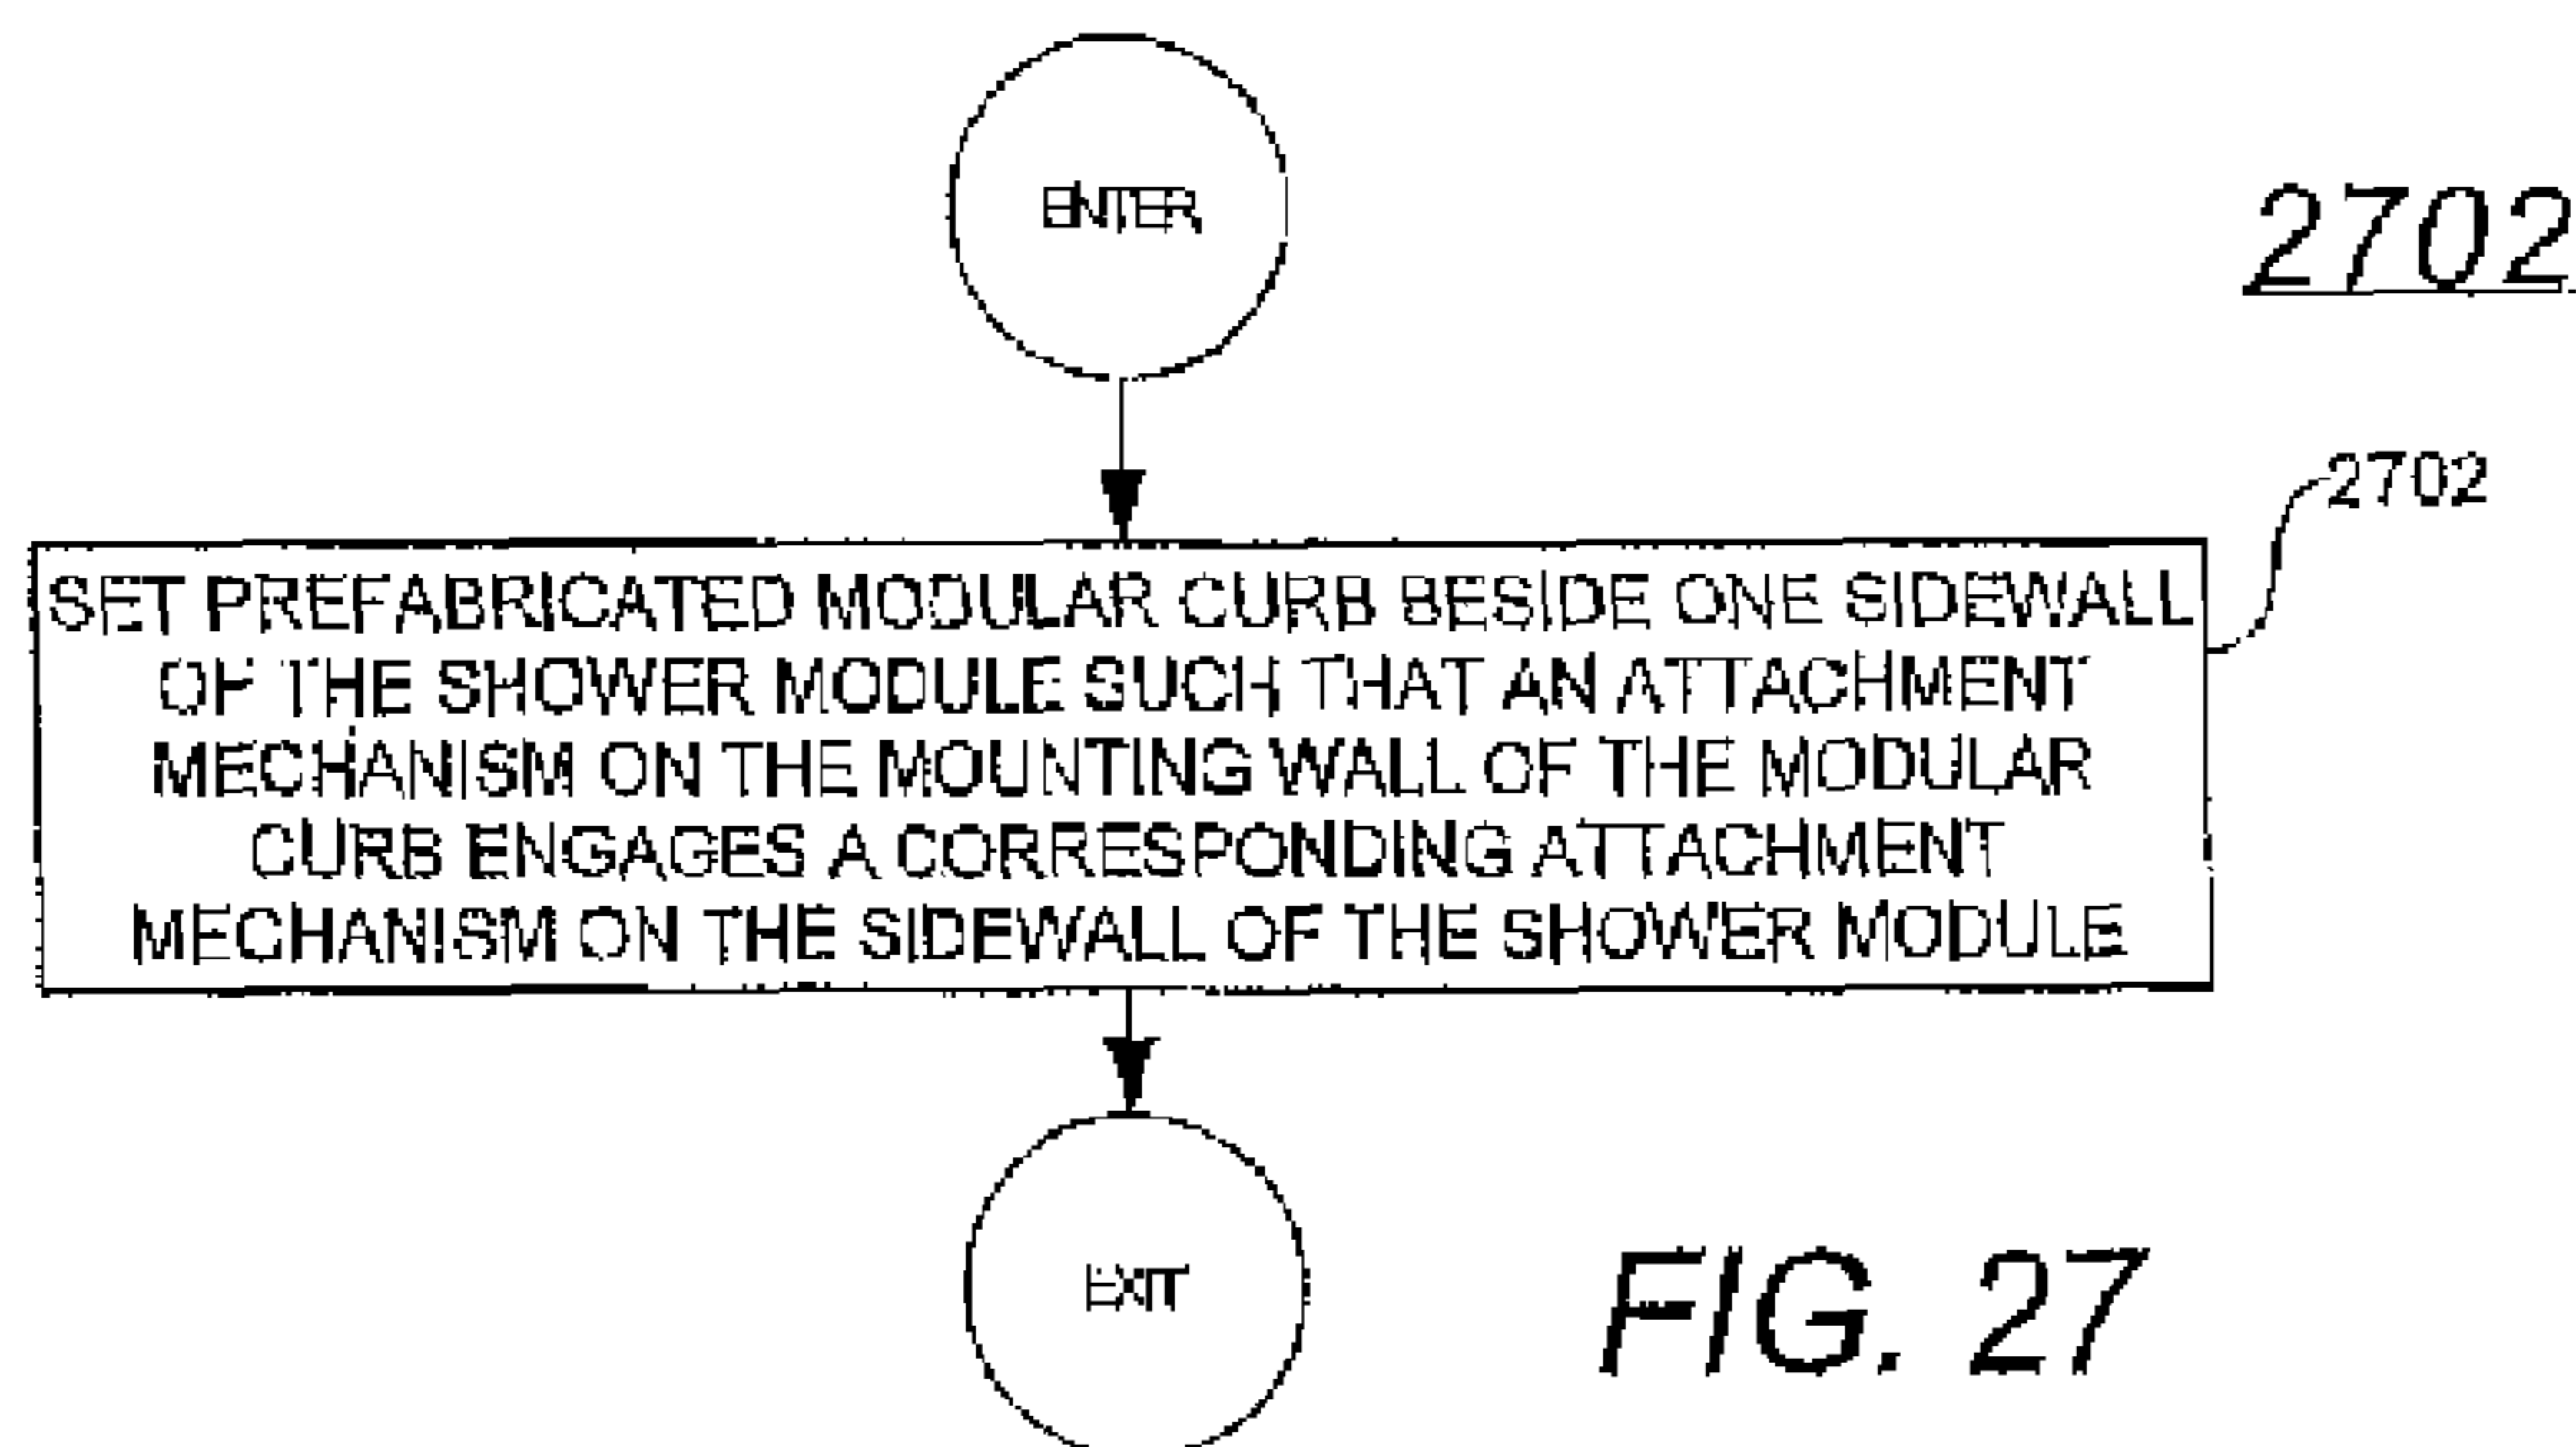 ENTER
2702
2702
SET PREFABRICATED MODULAR CURB BESIDE ONE SIDEWALL
OF THE SHOWER MODULE SUCH THAT AN ATTACHMENT
MECHANISM ON THE MOUNTING WALL OF THE MODULAR
CURB ENGAGES A CORRESPONDING ATTACHMENT
MECHANISM ON THE SIDEWALL OF THE SHOWER MODULE
EXIT
FIG. 27